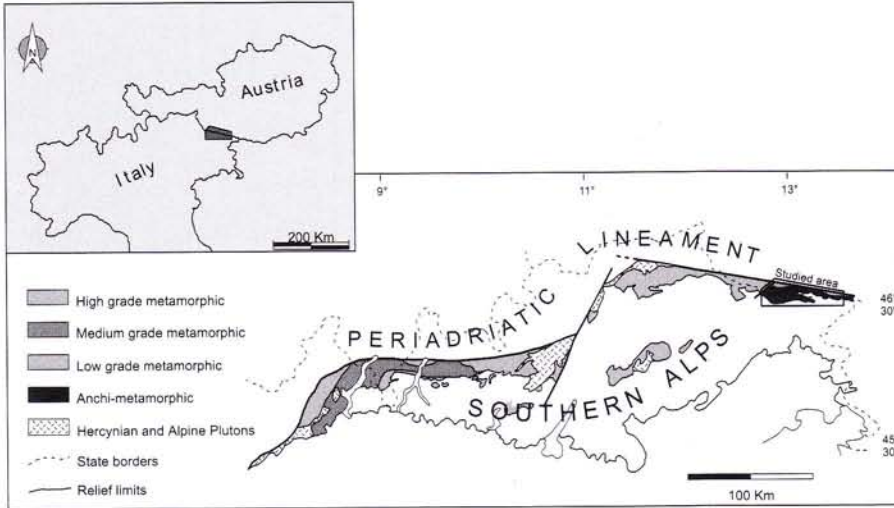 N
Austria
Italy
200 Km
9°
11°
13°
PERIADRIATIC LINEAMENT
Studied area
46°
30'
SOUTHERN ALPS
45°
30'
High grade metamorphic
Medium grade metamorphic
Low grade metamorphic
Anchi-metamorphic
Hercynian and Alpine Plutons
State borders
Relief limits
100 Km